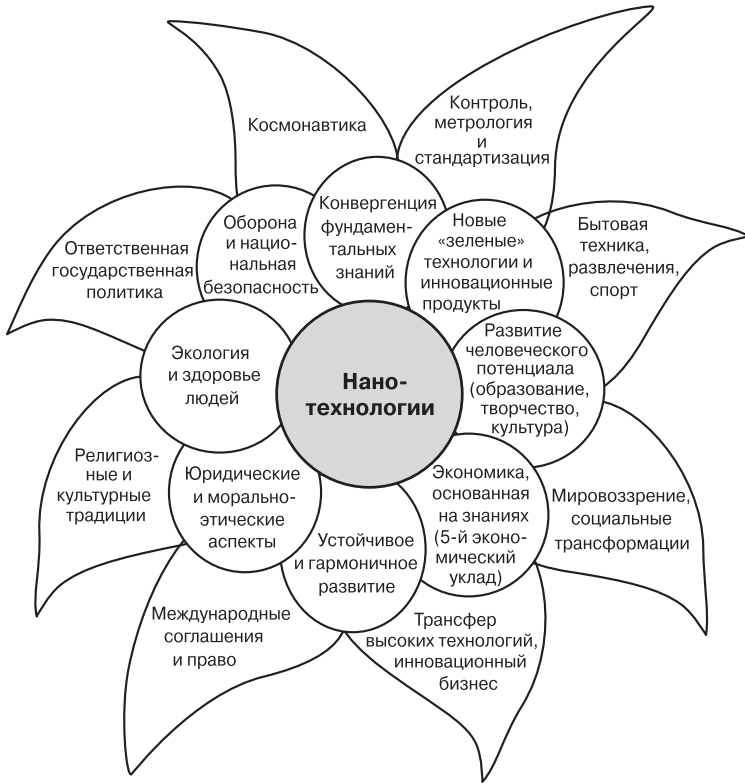 Космонавтика
Контроль,
метрология
и
стандартизация
Конвергенция
фундамен-
тальных
знаний
Оборона
и нацио-
нальная
безопасность
Новые
«зеленые»
технологии и
инновационные
продукты
Бытовая
техника,
развлечения,
спорт
Ответственная
государственная
политика
Экология
и здоровье
людей
Нано-
технологии
Развитие
человеческого
потенциала
(образование,
творчество,
культура)
Религиоз-
ные и
культурные
традиции
Юридические
и морально-
этические
аспекты
Устойчивое
и гармоничное
развитие
Экономика,
основанная
на знаниях
(5-й эконо-
мический
уклад)
Мировоззрение,
социальные
трансформации
Международные
соглашения
и право
Трансфер
высоких технологий,
инновационный
бизнес